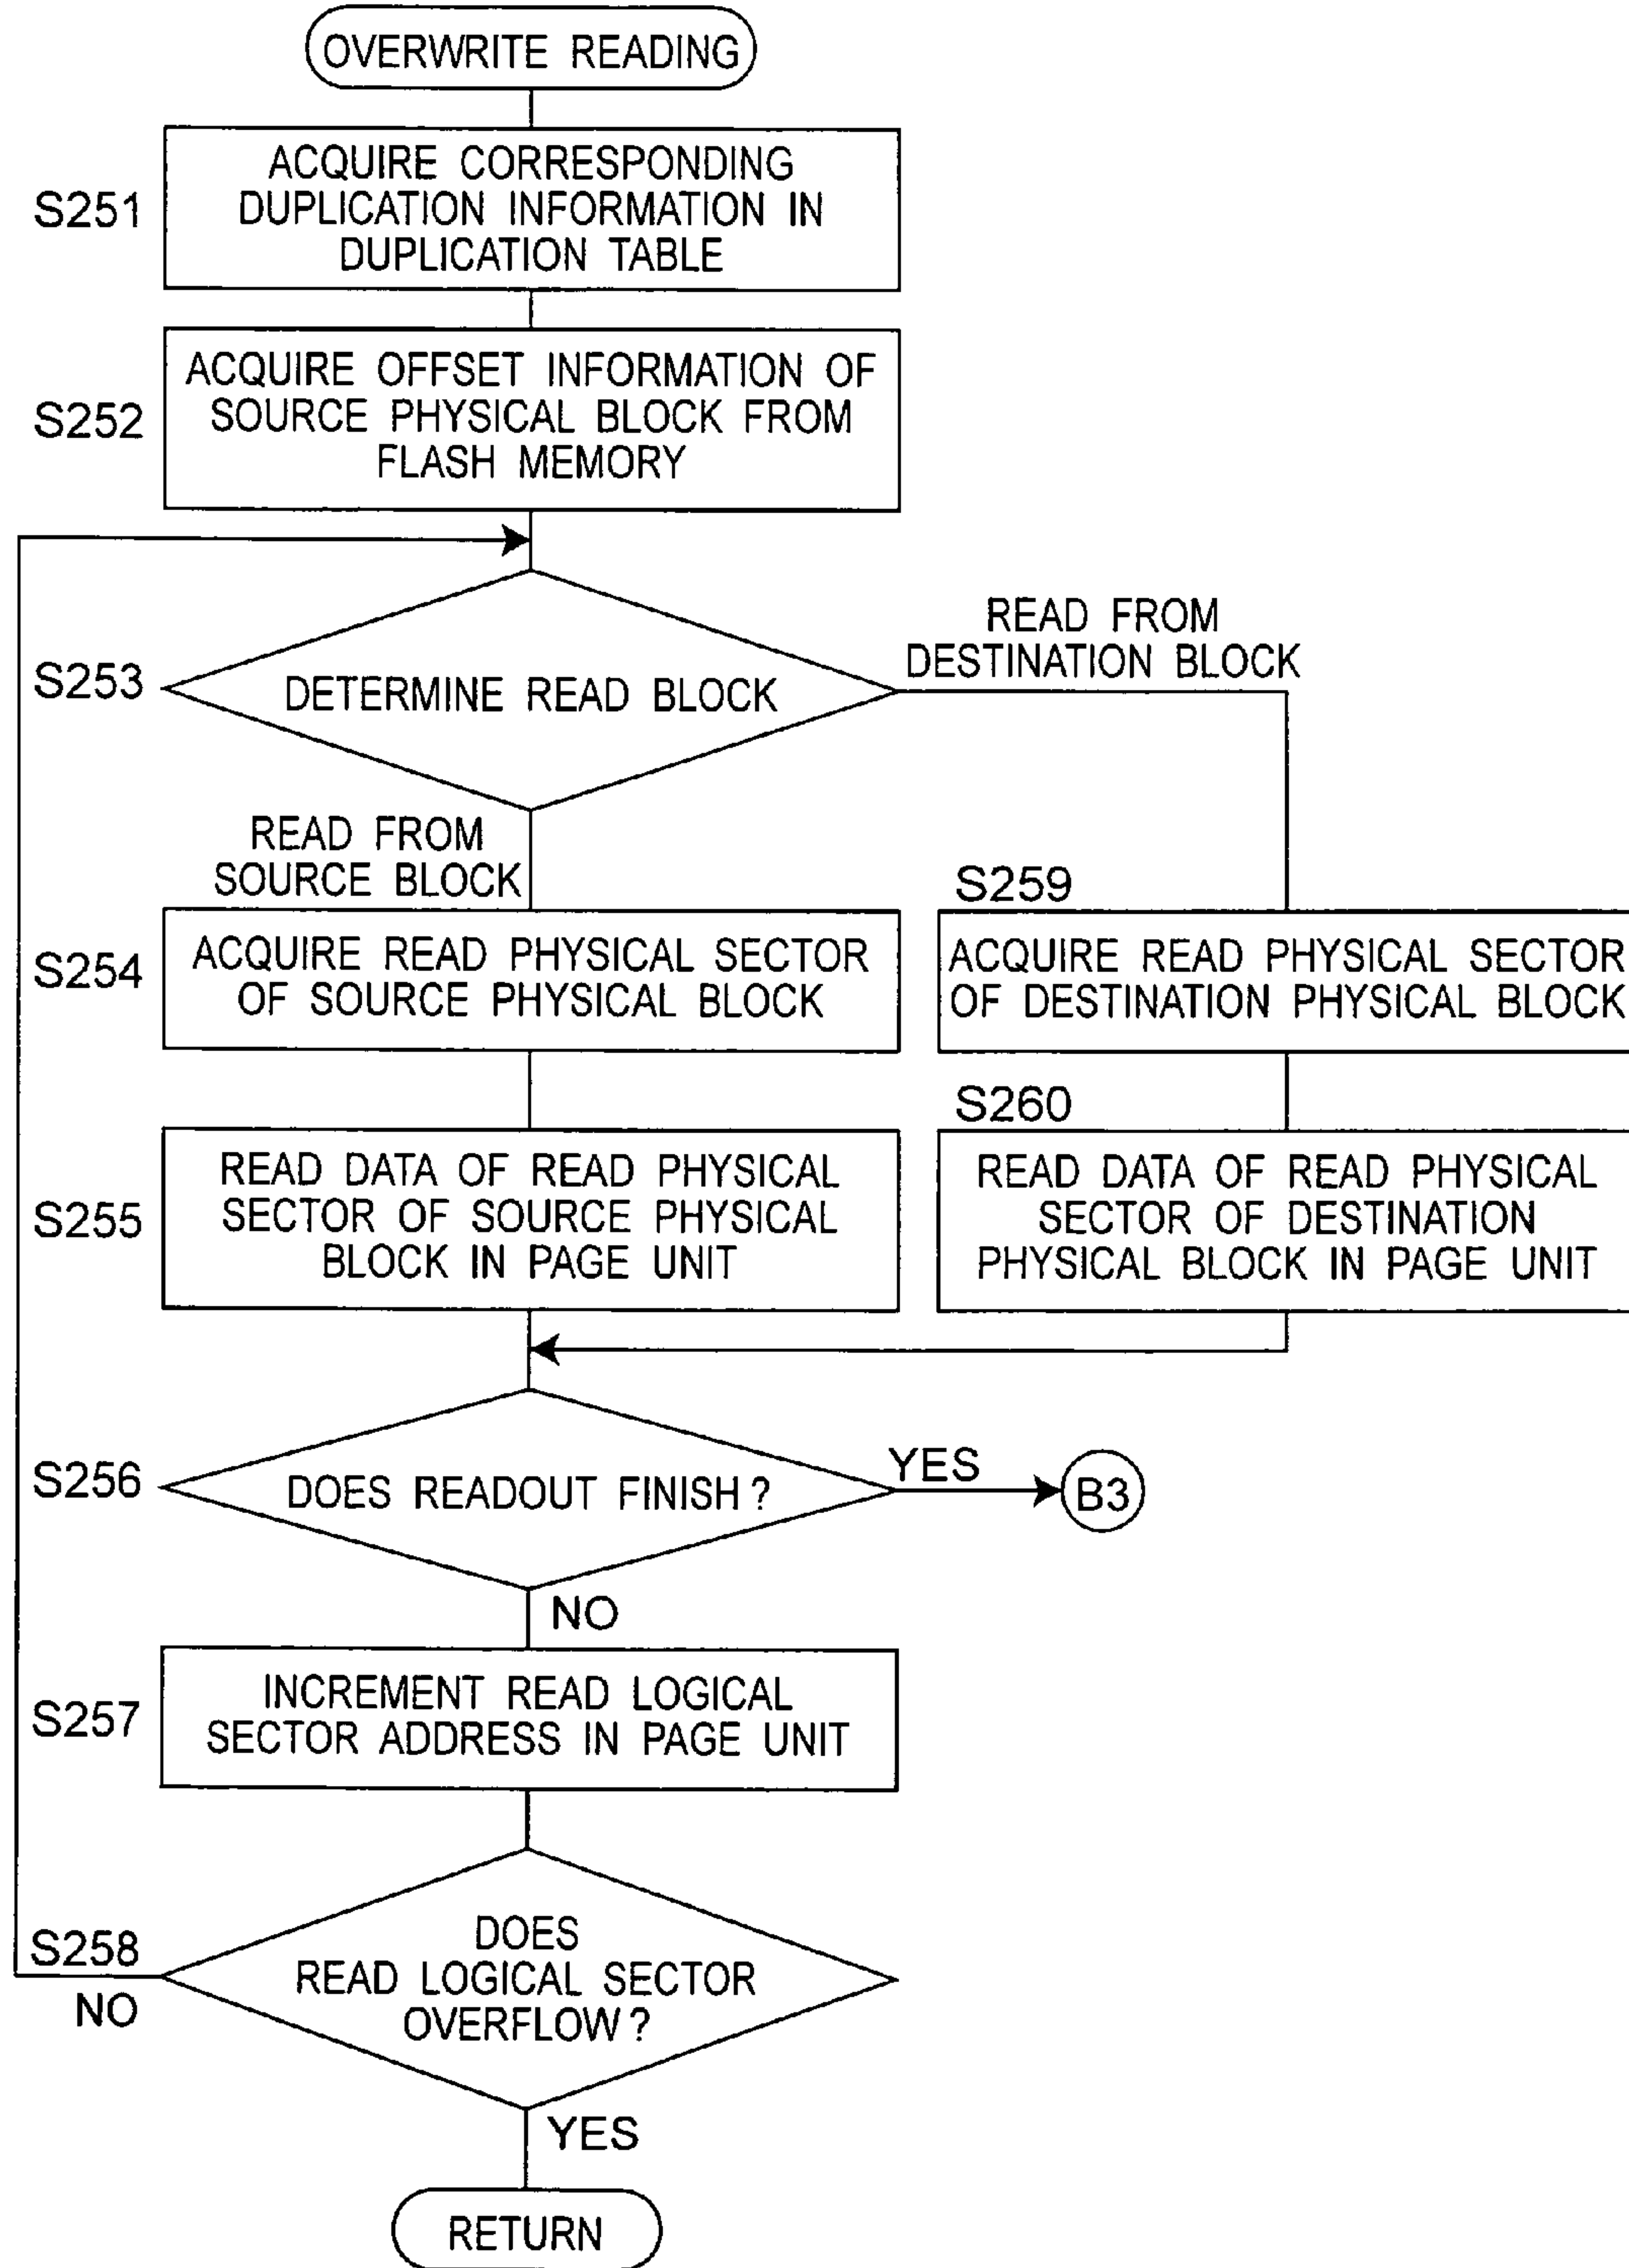 OVERWRITE READING
S251
ACQUIRE CORRESPONDING
DUPLICATION INFORMATION IN
DUPLICATION TABLE
S252
ACQUIRE OFFSET INFORMATION OF
SOURCE PHYSICAL BLOCK FROM
FLASH MEMORY
S253
DETERMINE READ BLOCK
READ FROM
DESTINATION BLOCK
READ FROM
SOURCE BLOCK
S254
ACQUIRE READ PHYSICAL SECTOR
OF SOURCE PHYSICAL BLOCK
S259
ACQUIRE READ PHYSICAL SECTOR
OF DESTINATION PHYSICAL BLOCK
S255
READ DATA OF READ PHYSICAL
SECTOR OF SOURCE PHYSICAL
BLOCK IN PAGE UNIT
S260
READ DATA OF READ PHYSICAL
SECTOR OF DESTINATION
PHYSICAL BLOCK IN PAGE UNIT
S256
DOES READOUT FINISH?
YES
B3
NO
S257
INCREMENT READ LOGICAL
SECTOR ADDRESS IN PAGE UNIT
S258
DOES
READ LOGICAL SECTOR
OVERFLOW?
NO
YES
RETURN